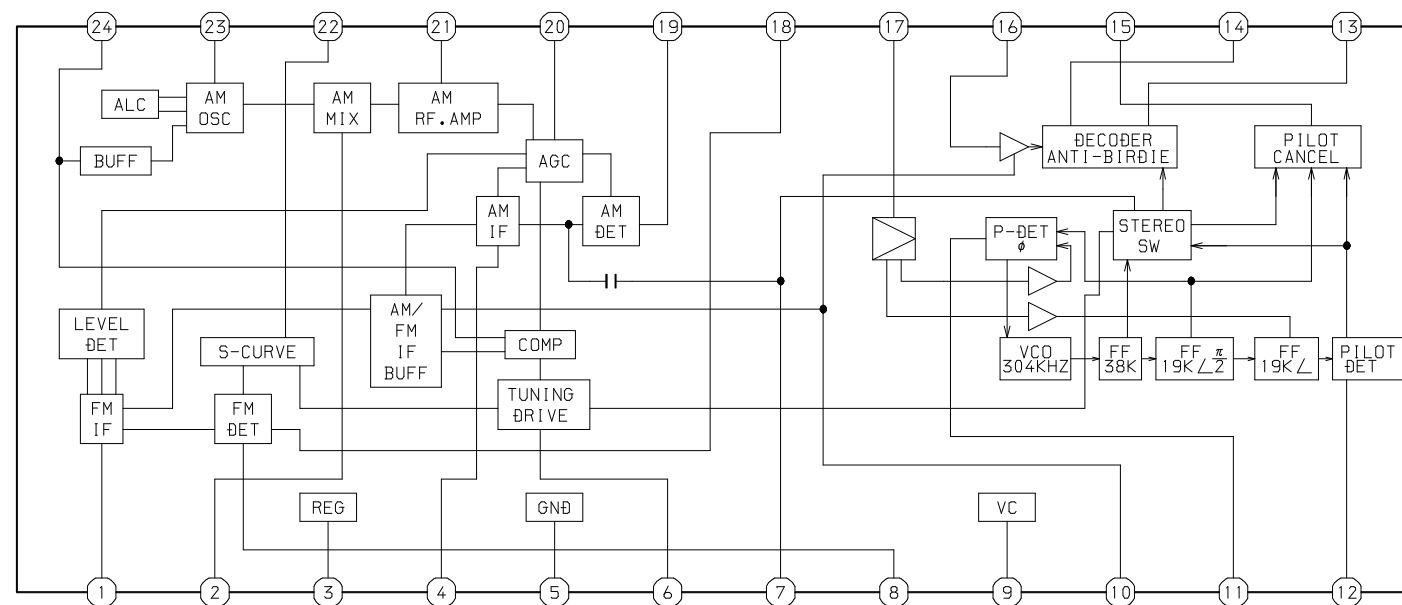 24 23 22 21 20 19 18 17 16 15 14 13
ALC
AM
OSC
AM
MIX
AM
RF.AMP
BUFF
AGC
DECODER
ANTI-BIRDIE
PILOT
CANCEL
AM
IF
AM
DET
P-DET
ø
STEREO
SW
LEVEL
DET
S-CURVE
AM/
FM
IF
BUFF
COMP
VCO
304KHZ
FF
38K
FF
19K∠π/2
FF
19K∠
PILOT
DET
FM
IF
FM
DET
TUNING
DRIVE
REG
GND
VC
1 2 3 4 5 6 7 8 9 10 11 12